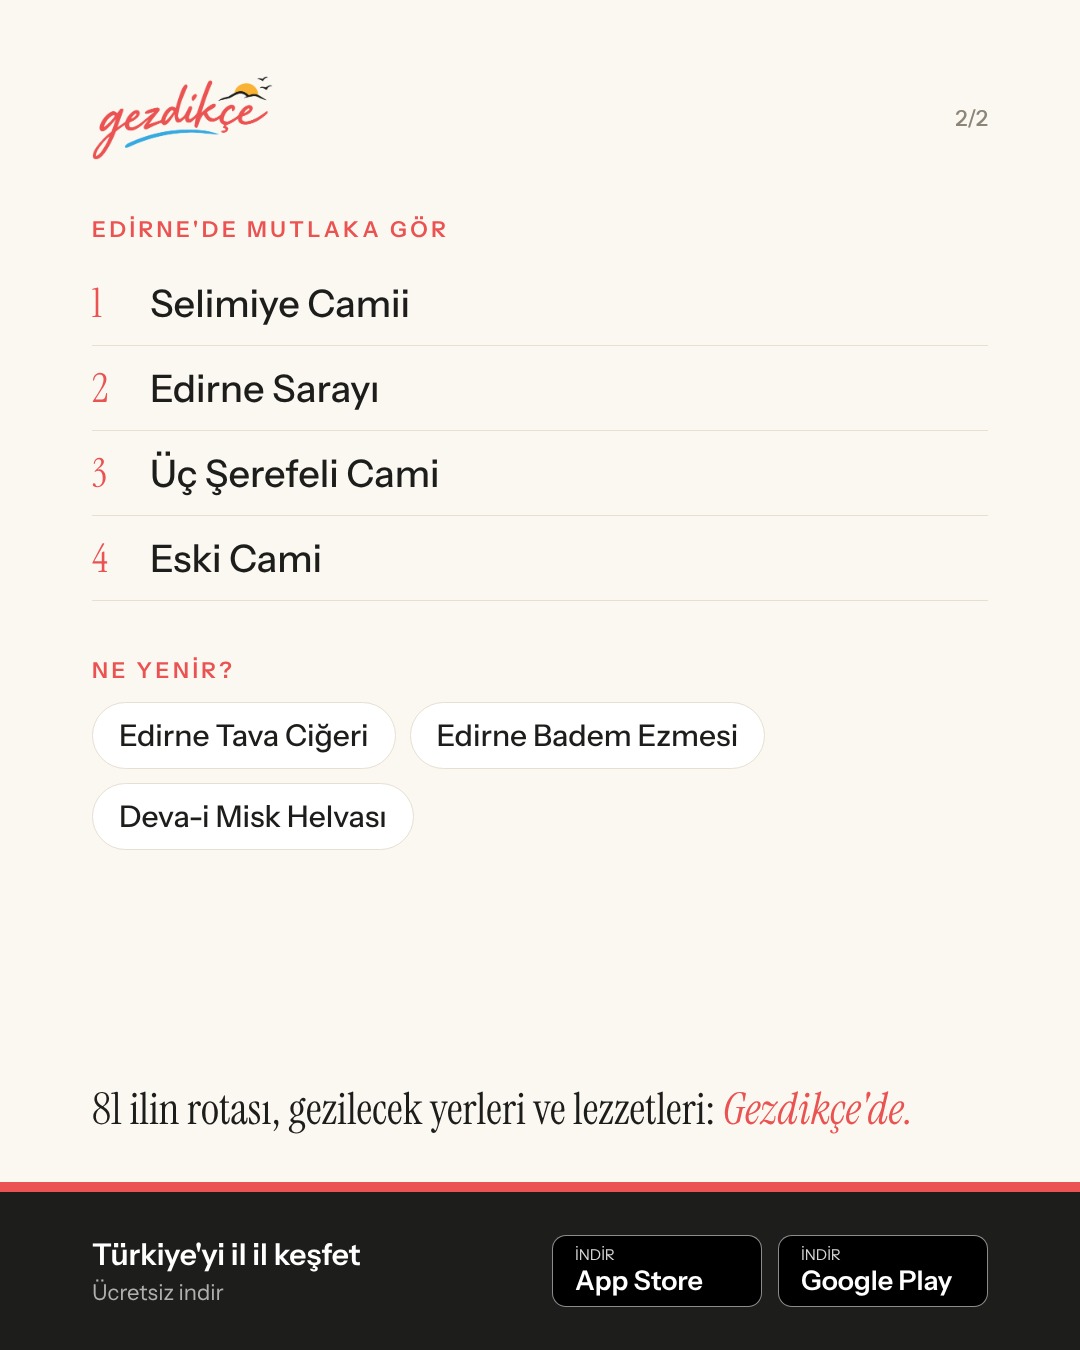 gezdikçe
2/2
EDİRNE'DE MUTLAKA GÖR
1 Selimiye Camii
2 Edirne Sarayı
3 Üç Şerefeli Cami
4 Eski Cami
NE YENİR?
Edirne Tava Ciğeri Edirne Badem Ezmesi
Deva-i Misk Helvası
81 ilin rotası, gezilecek yerleri ve lezzetleri: Gezdikçe'de.
Türkiye'yi il il keşfet
Ücretsiz indir
İNDİR
App Store
İNDİR
Google Play